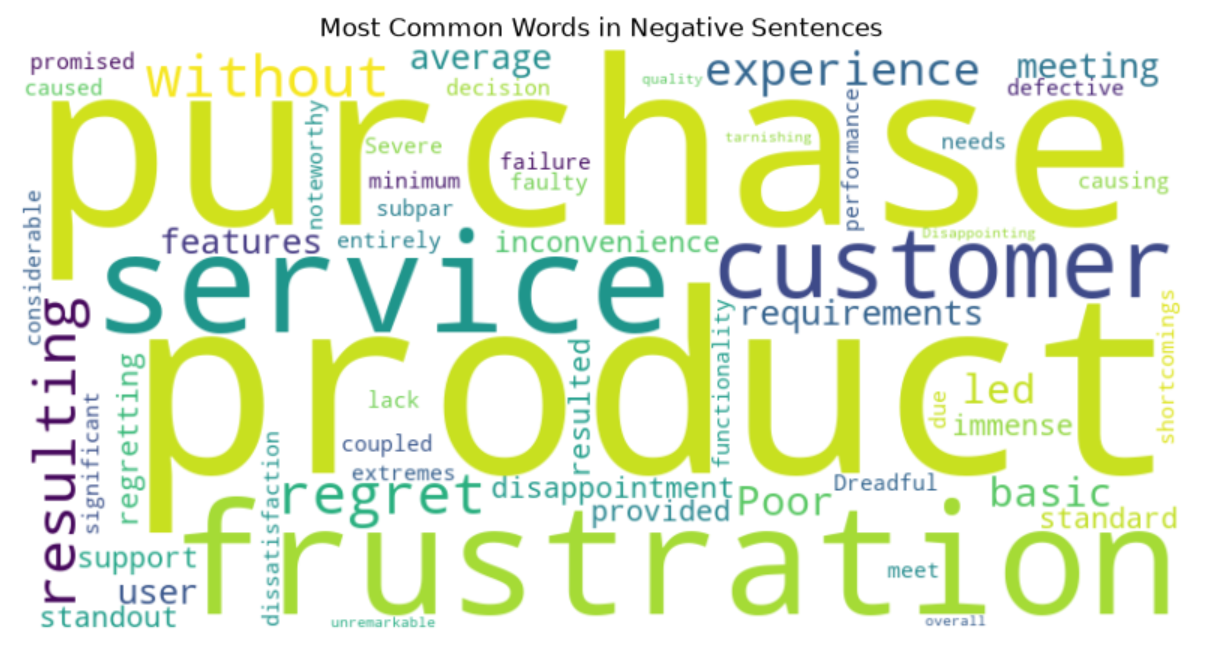 Most Common Words in Negative Sentences
promised
caused
without
average
decision
quality
experience
meeting
defective
purchase
noteworthy
Severe
minimum
subpar
failure
faulty
tarnishing
performance
needs
causing
considerable
features
entirely
inconvenience
Disappointing
customer
service
requirements
resulting
product
significant
regretting
lack
coupled
extremes
resulted
functionality
due
led
immense
shortcomings
dissatisfaction
regret
disappointment
provided
Poor
Dreadful
basic
standard
frustration
support
user
standout
meet
unremarkable
overall